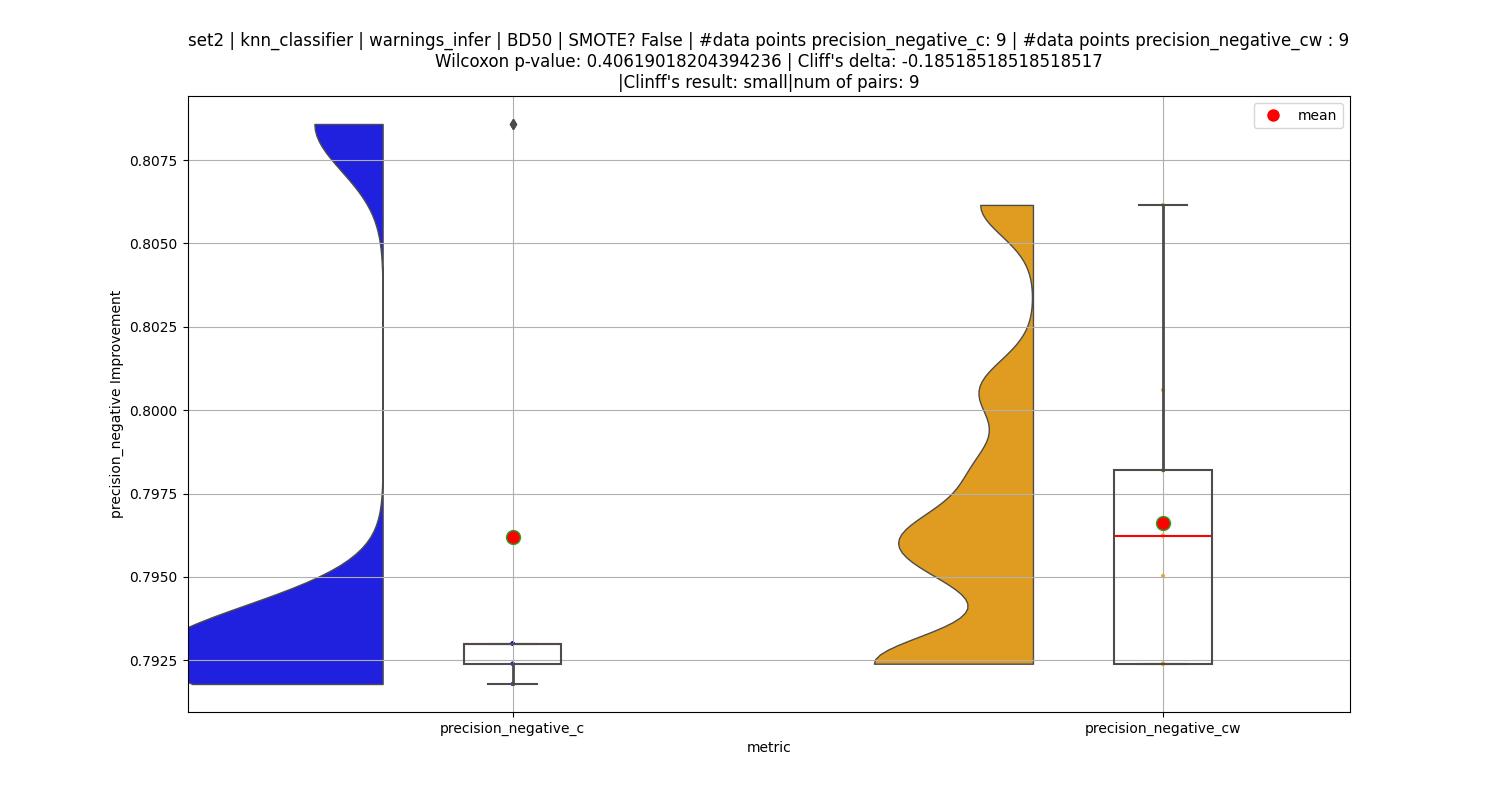 set2 | knn_classifier | warnings_infer | BD50 | SMOTE? False | #data points precision_negative_c: 9 | #data points precision_negative_cw : 9
Wilcoxon p-value: 0.40619018204394236 | Cliff's delta: -0.18518518518518517
|Clinff's result: small|num of pairs: 9
mean
0.8075
0.8050
0.8025
0.8000
0.7975
0.7950
0.7925
precision_negative Improvement
precision_negative_c
precision_negative_cw
metric